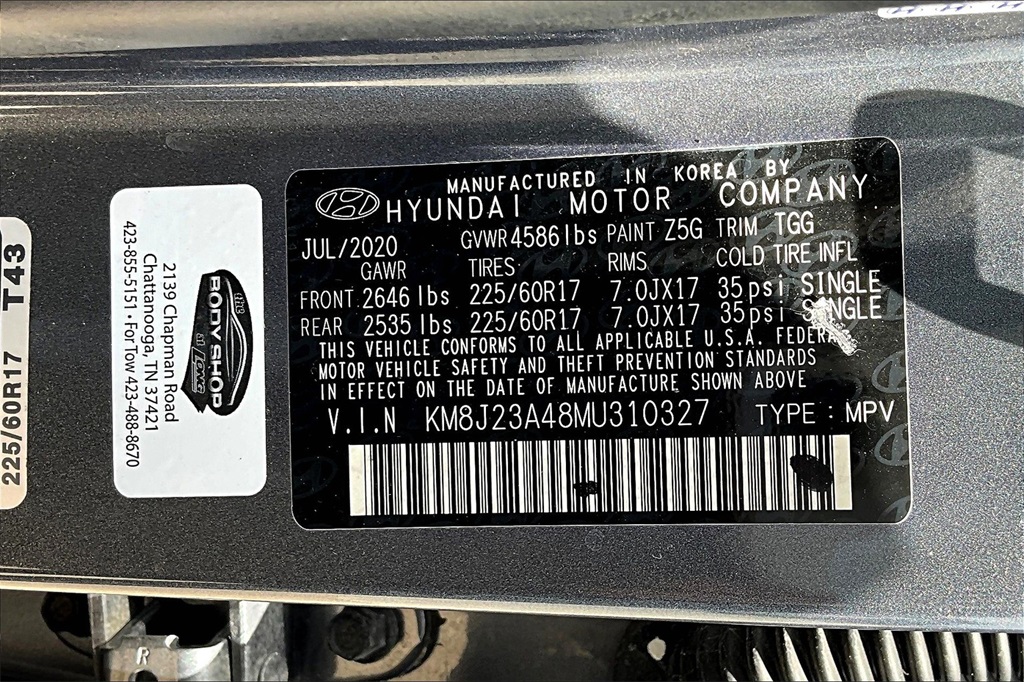 MANUFACTURED IN KOREA BY
HYUNDAI MOTOR COMPANY
JUL/2020 GVWR 4586lbs PAINT Z5G TRIM TGG
GAWR TIRES RIMS COLD TIRE INFL
FRONT 2646 lbs 225/60R17 7.0JX17 35psi SINGLE
REAR 2535 lbs 225/60R17 7.0JX17 35psi SINGLE
THIS VEHICLE CONFORMS TO ALL APPLICABLE U.S.A. FEDERAL
MOTOR VEHICLE SAFETY AND THEFT PREVENTION STANDARDS
IN EFFECT ON THE DATE OF MANUFACTURE SHOWN ABOVE
V.I.N KM8J23A48MU310327 TYPE : MPV
the
BODY SHOP
at Long
2139 Chapman Road
Chattanooga, TN 37421
423-855-5151 • For Tow 423-488-8670
225/60R17 T43
R